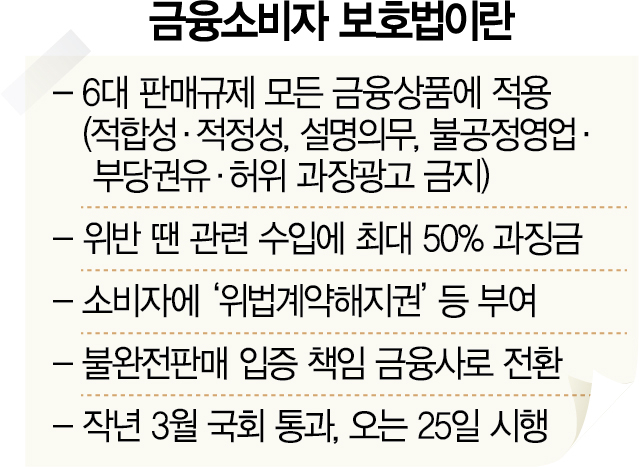 금융소비자 보호법이란
– 6대 판매규제 모든 금융상품에 적용
(적합성·적정성, 설명의무, 불공정영업·
부당권유·허위 과장광고 금지)
– 위반 땐 관련 수입에 최대 50% 과징금
– 소비자에 ‘위법계약해지권’ 등 부여
– 불완전판매 입증 책임 금융사로 전환
– 작년 3월 국회 통과, 오는 25일 시행